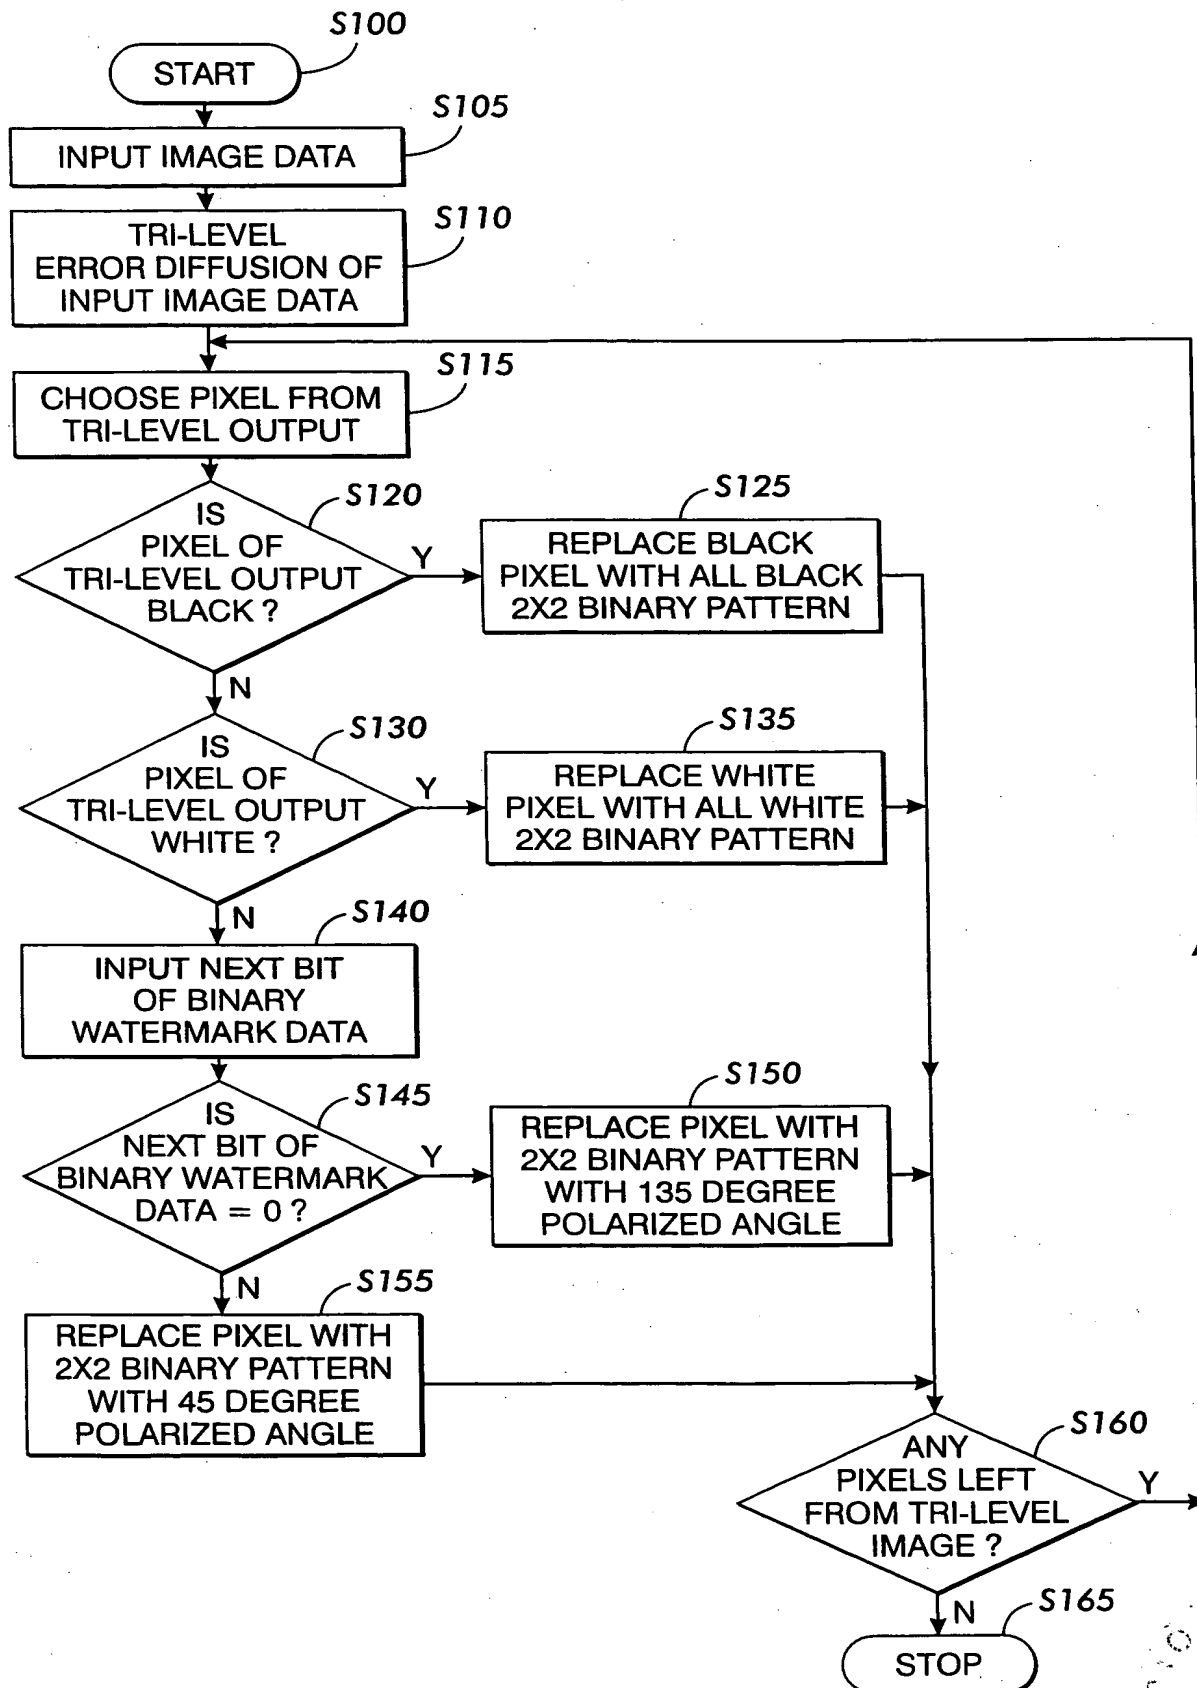 S100
START
S105
INPUT IMAGE DATA
S110
TRI-LEVEL
ERROR DIFFUSION OF
INPUT IMAGE DATA
S115
CHOOSE PIXEL FROM
TRI-LEVEL OUTPUT
S120
IS
PIXEL OF
TRI-LEVEL OUTPUT
BLACK ?
Y
S125
REPLACE BLACK
PIXEL WITH ALL BLACK
2X2 BINARY PATTERN
N
S130
IS
PIXEL OF
TRI-LEVEL OUTPUT
WHITE ?
Y
S135
REPLACE WHITE
PIXEL WITH ALL WHITE
2X2 BINARY PATTERN
N
S140
INPUT NEXT BIT
OF BINARY
WATERMARK DATA
S145
IS
NEXT BIT OF
BINARY WATERMARK
DATA = 0 ?
Y
S150
REPLACE PIXEL WITH
2X2 BINARY PATTERN
WITH 135 DEGREE
POLARIZED ANGLE
N
S155
REPLACE PIXEL WITH
2X2 BINARY PATTERN
WITH 45 DEGREE
POLARIZED ANGLE
S160
ANY
PIXELS LEFT
FROM TRI-LEVEL
IMAGE ?
Y
N
S165
STOP